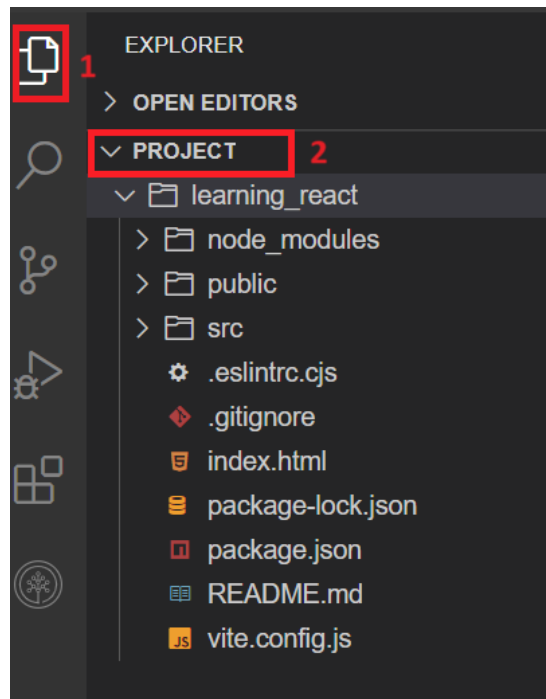 EXPLORER
1
OPEN EDITORS
PROJECT 2
learning_react
node_modules
public
src
.eslintrc.cjs
.gitignore
index.html
package-lock.json
package.json
README.md
JS vite.config.js